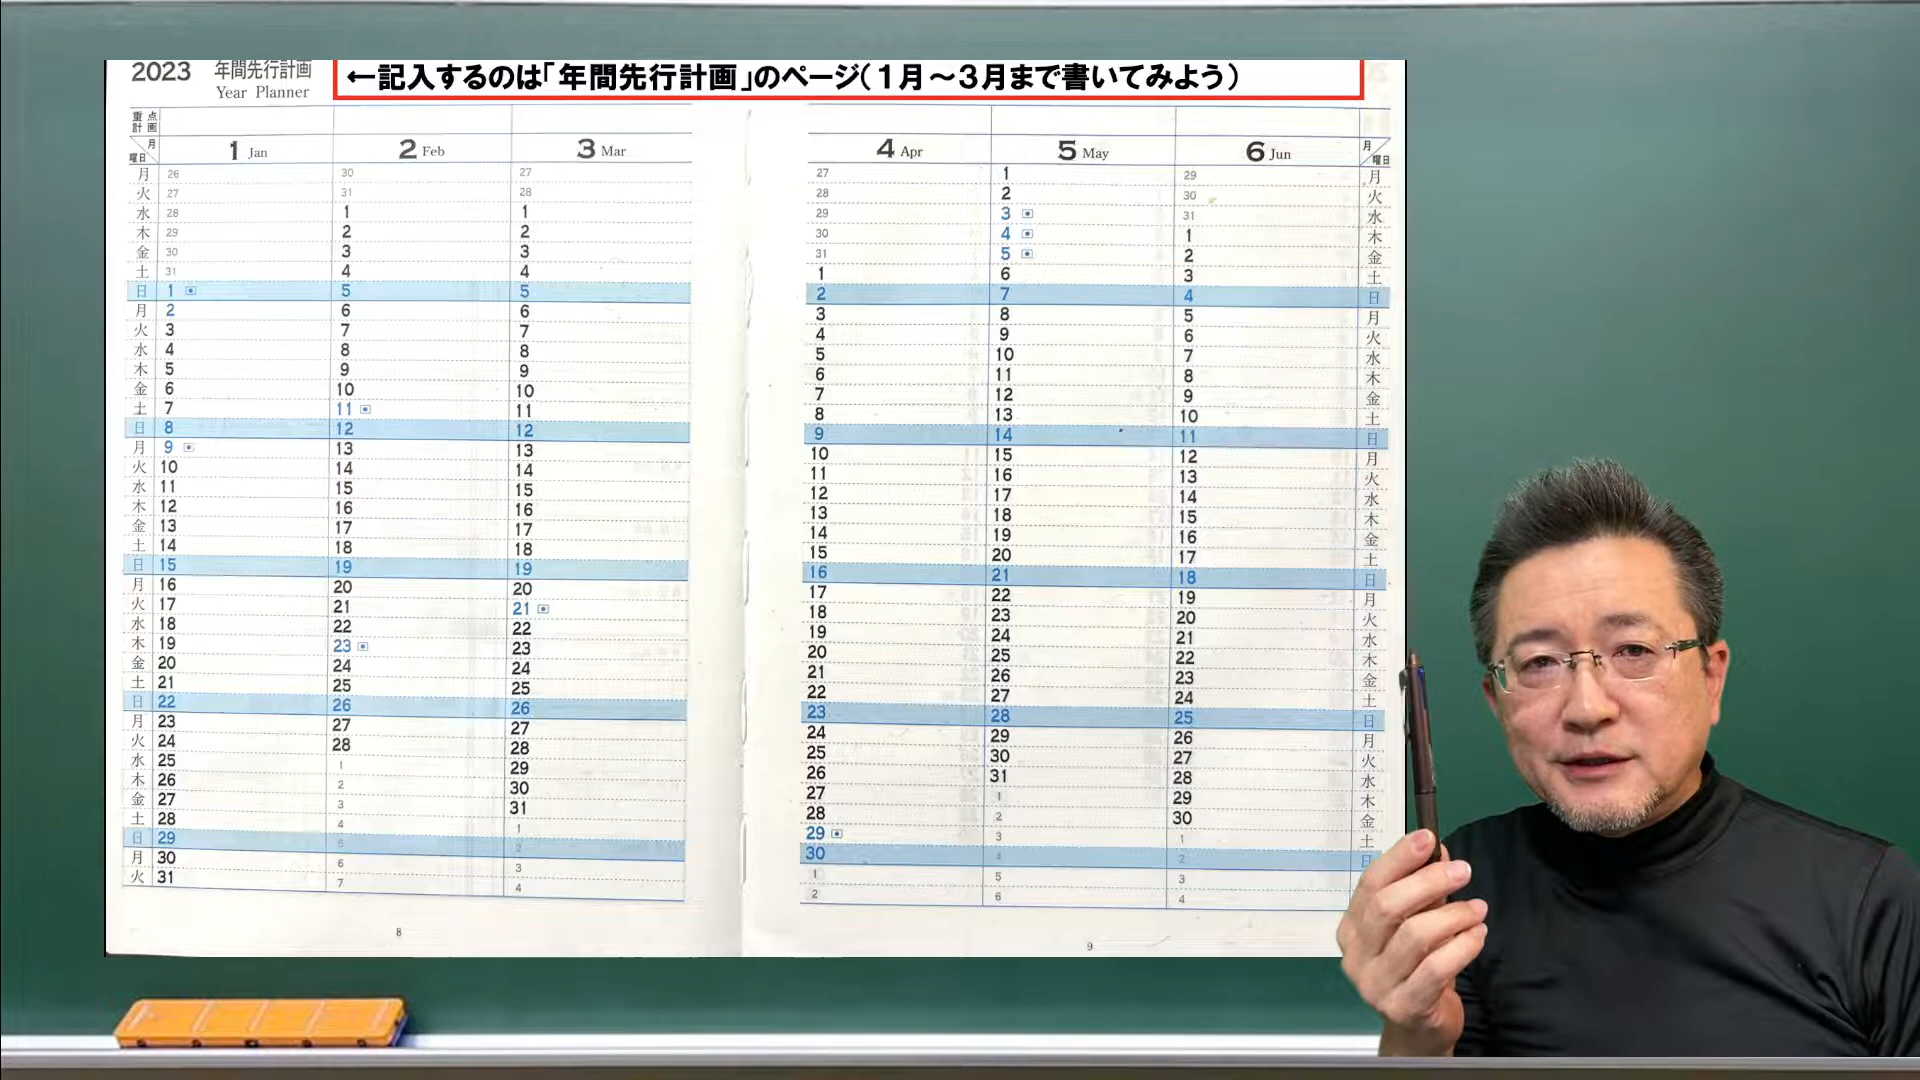 2023 年間先行計画
Year Planner
←記入するのは「年間先行計画」のページ(1月～3月まで書いてみよう)
重点
計画
月
曜日
1 Jan 2 Feb 3 Mar 4 Apr 5 May 6 Jun
月
曜日
月 26 30 27 27 1 29 月
火 27 31 28 28 2 30 火
水 28 1 1 29 3 31 水
木 29 2 2 30 4 1 木
金 30 3 3 31 5 2 金
土 31 4 4 1 6 3 土
日 1 5 5 2 7 4 日
月 2 6 6 3 8 5 月
火 3 7 7 4 9 6 火
水 4 8 8 5 10 7 水
木 5 9 9 6 11 8 木
金 6 10 10 7 12 9 金
土 7 11 11 8 13 10 土
日 8 12 12 9 14 11 日
月 9 13 13 10 15 12 月
火 10 14 14 11 16 13 火
水 11 15 15 12 17 14 水
木 12 16 16 13 18 15 木
金 13 17 17 14 19 16 金
土 14 18 18 15 20 17 土
日 15 19 19 16 21 18 日
月 16 20 20 17 22 19 月
火 17 21 21 18 23 20 火
水 18 22 22 19 24 21 水
木 19 23 23 20 25 22 木
金 20 24 24 21 26 23 金
土 21 25 25 22 27 24 土
日 22 26 26 23 28 25 日
月 23 27 27 24 29 26 月
火 24 28 28 25 30 27 火
水 25 1 29 26 31 28 水
木 26 2 30 27 1 29 木
金 27 3 31 28 2 30 金
土 28 4 1 29 3 1 土
日 29 5 2 30 4 2 日
月 30 6 3 1 5 3
火 31 7 4 2 6 4
8
9